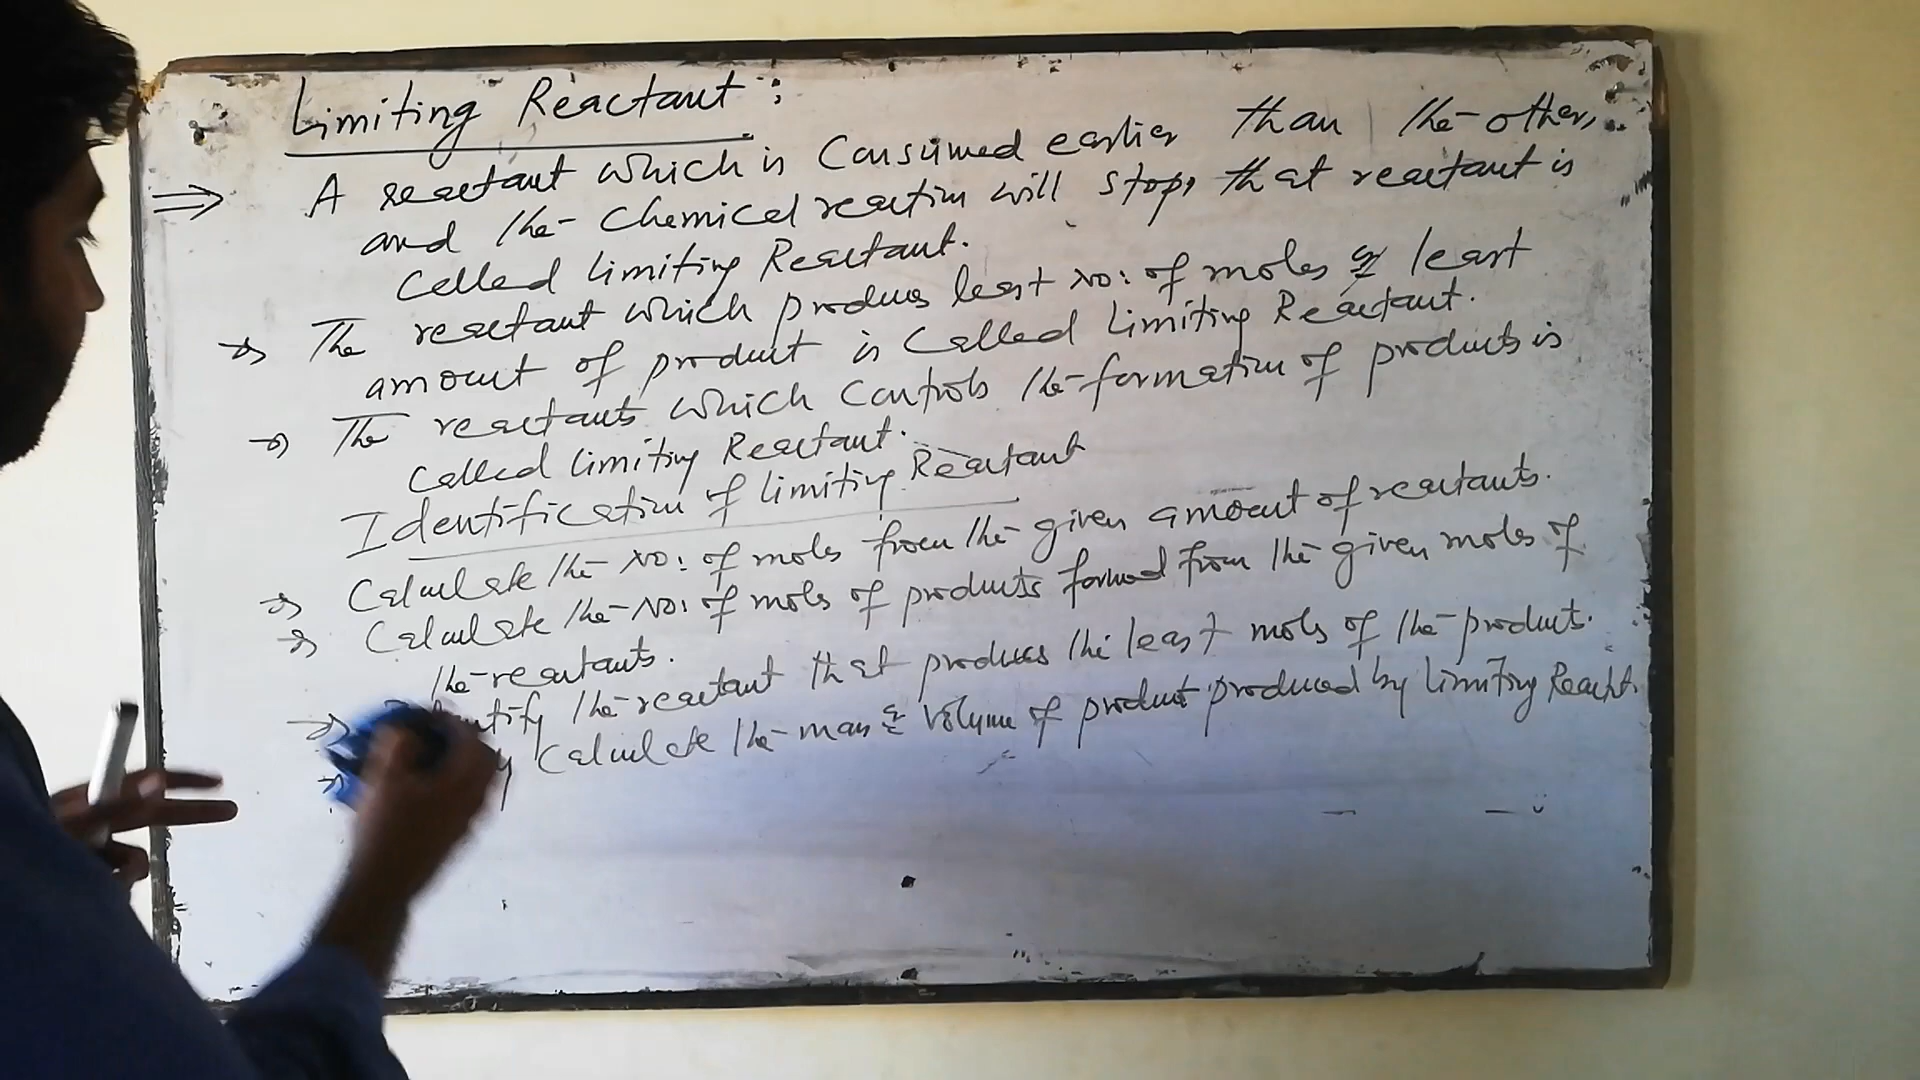 Limiting Reactant:
⇒ A reactant which is Consumed earlier than the other,
and the Chemical reaction will stop, that reactant is
Called limiting Reactant.
→ The reactant which produces least No: of moles or least
amount of product is Called Limiting Reactant.
→ The reactants which Controls the formation of products is
Called limiting Reactant.
Identification of limiting Reactant
→ Calculate the No: of moles from the given amount of reactants.
→ Calculate the No: of mols of products formed from the given moles of
the reactants.
→ the reactant that produces the least mols of the product.
→ Calculate the mass & volume of product produced by limiting Reactnt.